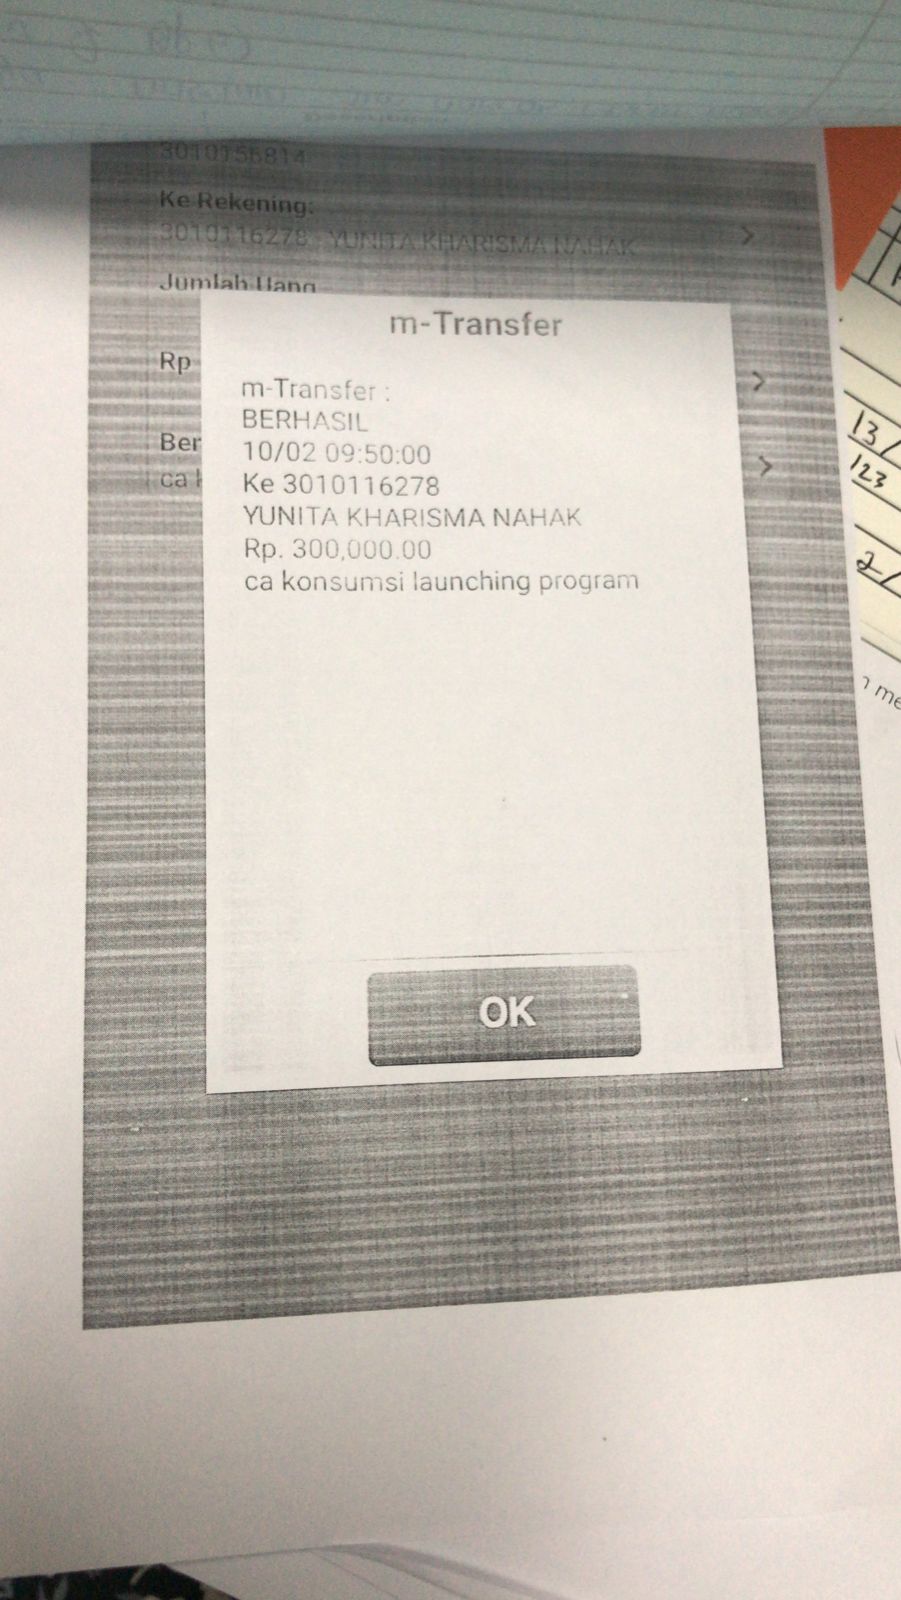 3010156814
Ke Rekening:
3010116278 - YUNITA KHARISMA NAHAK
Jumlah Uang
Rp
Ber
ca k
m-Transfer
m-Transfer :
BERHASIL
10/02 09:50:00
Ke 3010116278
YUNITA KHARISMA NAHAK
Rp. 300,000.00
ca konsumsi launching program
OK
13/
123
2/
me